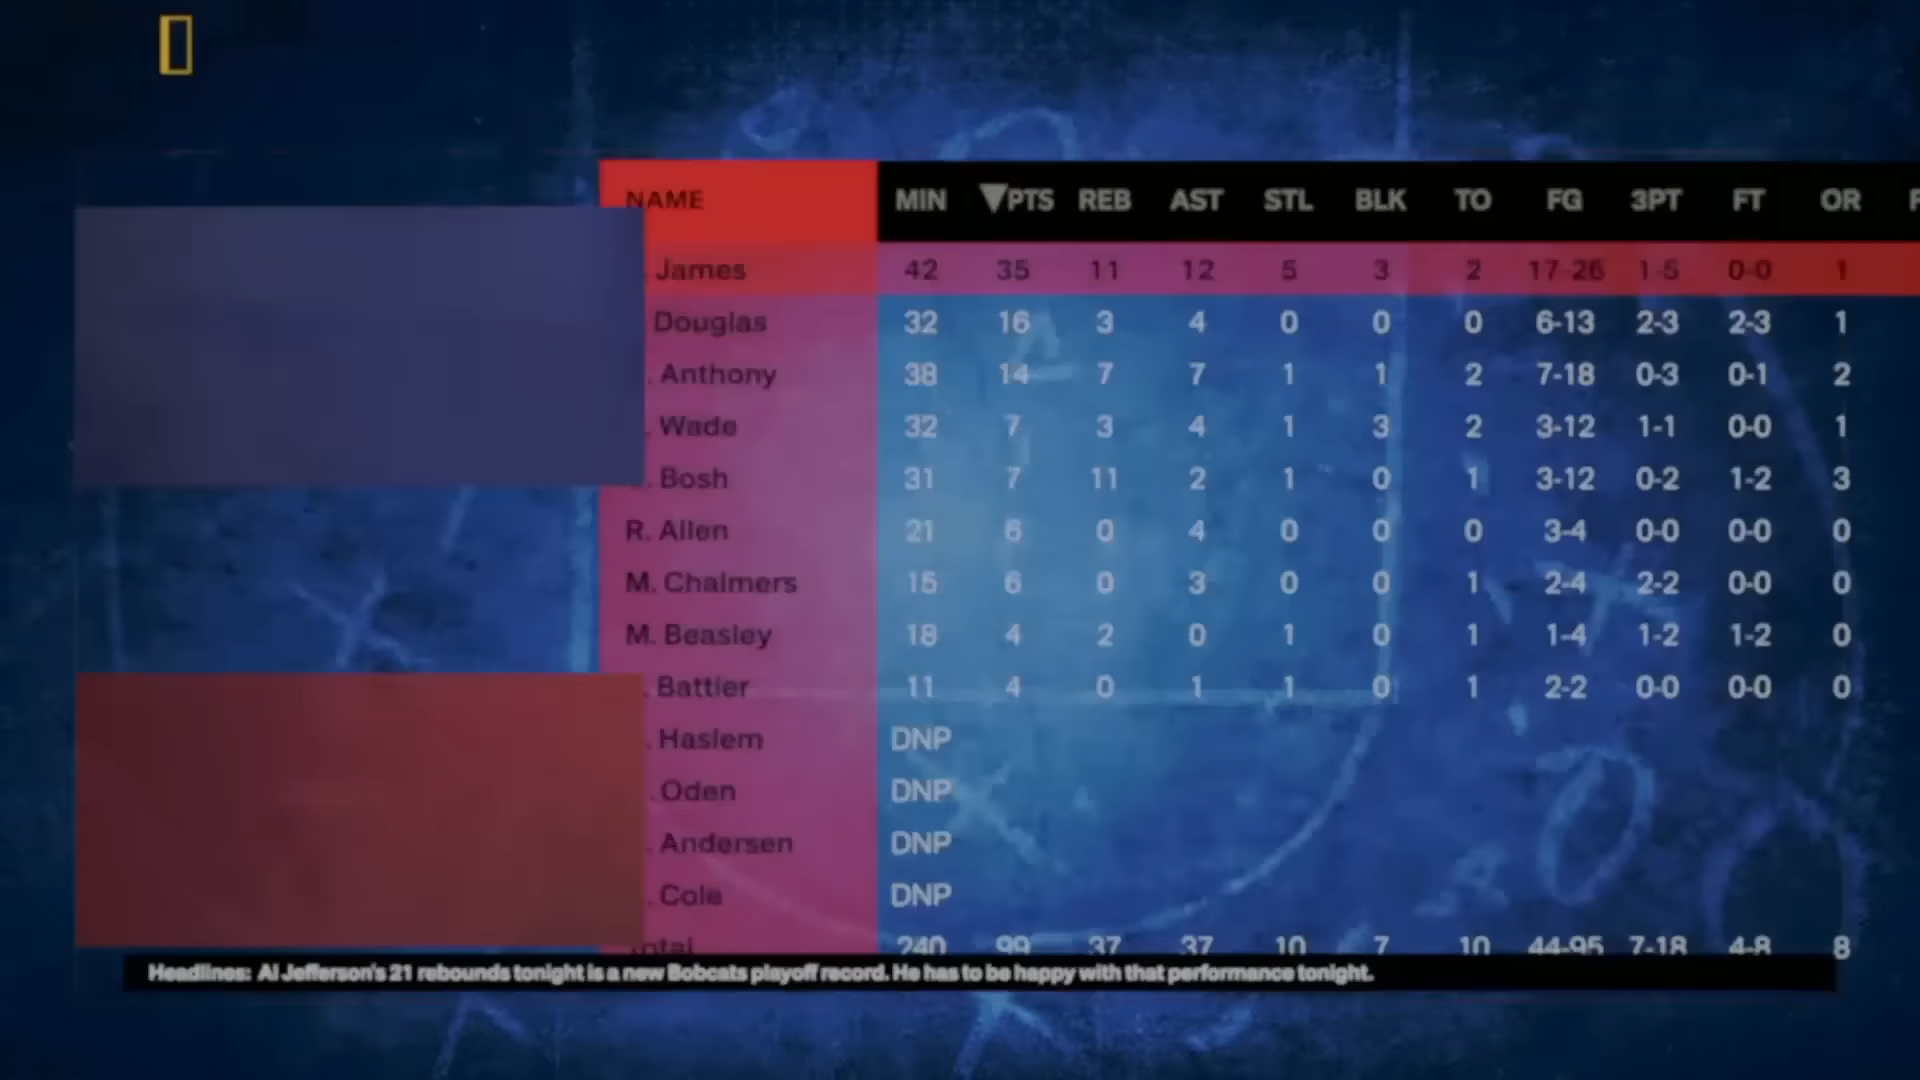 NAME MIN ▼PTS REB AST STL BLK TO FG 3PT FT OR
. James 42 35 11 12 5 3 2 17-26 1-5 0-0 1
Douglas 32 16 3 4 0 0 0 6-13 2-3 2-3 1
. Anthony 38 14 7 7 1 1 2 7-18 0-3 0-1 2
. Wade 32 7 3 4 1 3 2 3-12 1-1 0-0 1
. Bosh 31 7 11 2 1 0 1 3-12 0-2 1-2 3
R. Allen 21 6 0 4 0 0 0 3-4 0-0 0-0 0
M. Chalmers 15 6 0 3 0 0 1 2-4 2-2 0-0 0
M. Beasley 18 4 2 0 1 0 1 1-4 1-2 1-2 0
. Battier 11 4 0 1 1 0 1 2-2 0-0 0-0 0
. Haslem DNP
. Oden DNP
. Andersen DNP
. Cole DNP
Total 240 99 37 37 10 7 10 44-95 7-18 4-8 8
Headlines: Al Jefferson's 21 rebounds tonight is a new Bobcats playoff record. He has to be happy with that performance tonight.